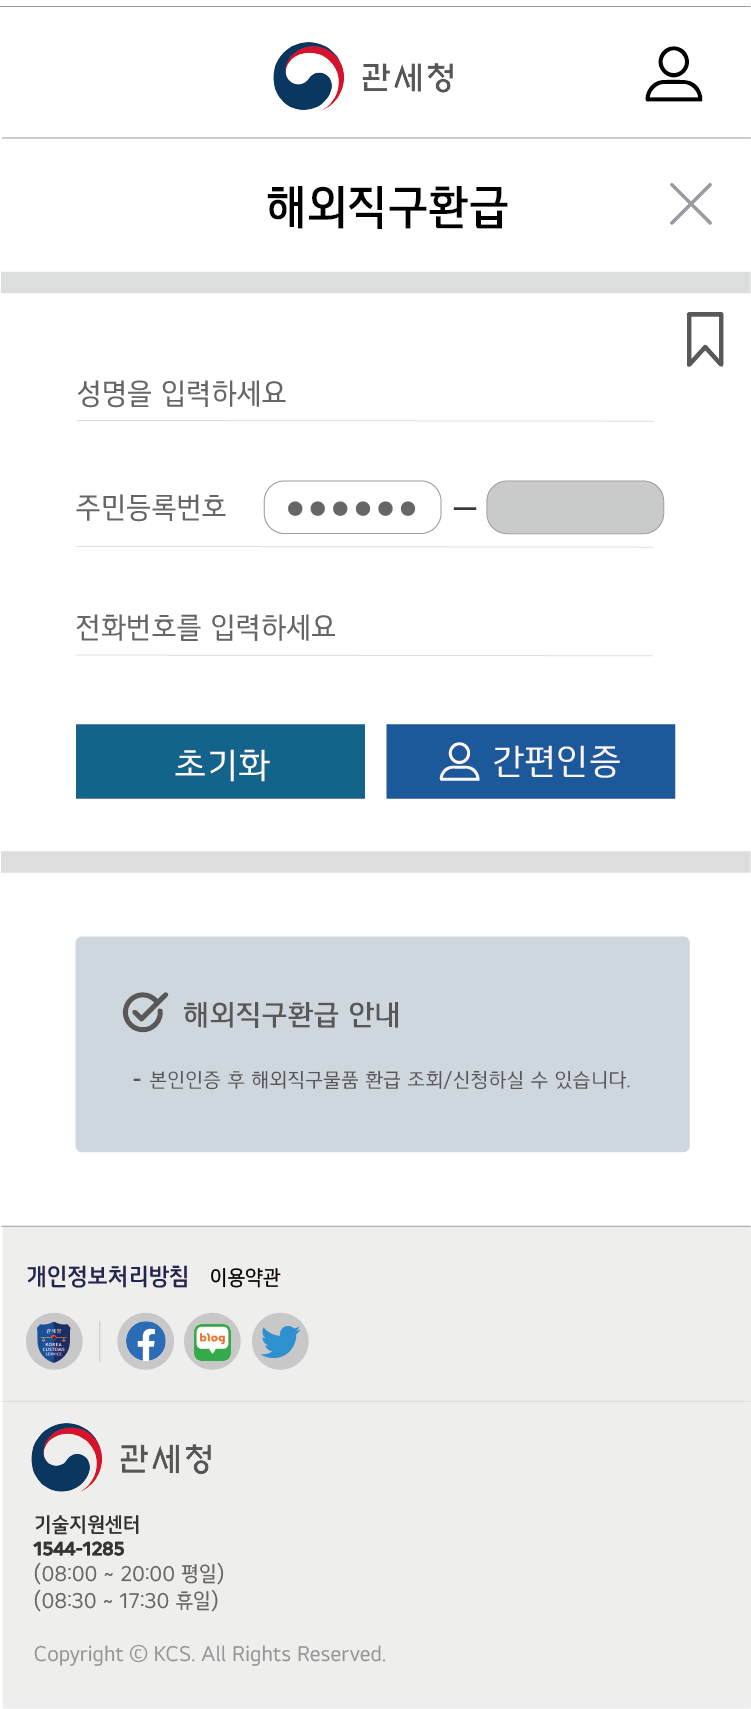 관세청
해외직구환급
성명을 입력하세요
주민등록번호 ●●●●●● –
전화번호를 입력하세요
초기화 간편인증
해외직구환급 안내
- 본인인증 후 해외직구물품 환급 조회/신청하실 수 있습니다.
개인정보처리방침 이용약관
관세청
KOREA
CUSTOMS
SERVICE
blog
관세청
기술지원센터
1544-1285
(08:00 ~ 20:00 평일)
(08:30 ~ 17:30 휴일)
Copyright © KCS. All Rights Reserved.